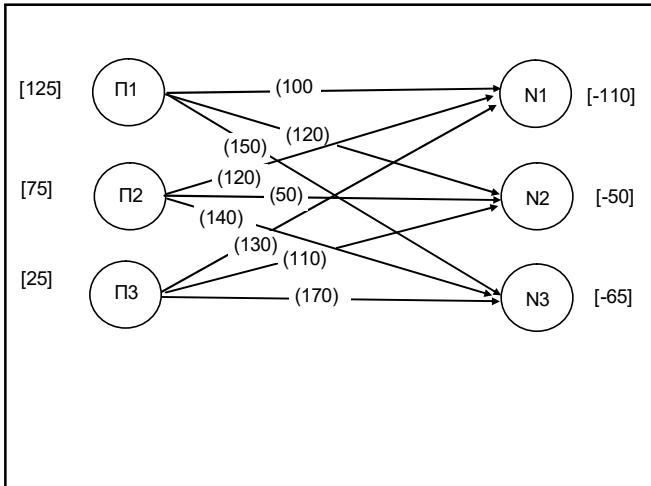 [125] П1 (100 N1 [-110]
(120)
(150)
[75] П2 (120) (50) N2 [-50]
(140)
(130) (110)
[25] П3 (170) N3 [-65]